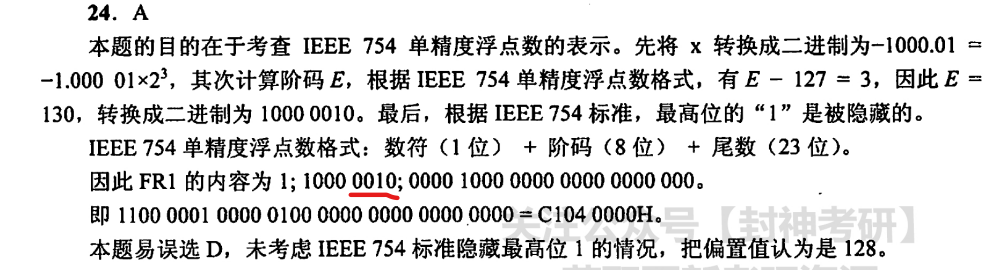 24. A
本题的目的在于考查 IEEE 754 单精度浮点数的表示。先将 x 转换成二进制为−1000.01 =
−1.000 01×2³，其次计算阶码 E，根据 IEEE 754 单精度浮点数格式，有 E − 127 = 3，因此 E =
130，转换成二进制为 1000 0010。最后，根据 IEEE 754 标准，最高位的“1”是被隐藏的。
IEEE 754 单精度浮点数格式：数符（1 位） + 阶码（8 位） + 尾数（23 位）。
因此 FR1 的内容为 1; 1000 0010; 0000 1000 0000 0000 0000 000。
即 1100 0001 0000 0100 0000 0000 0000 0000 = C104 0000H。
关注公众号【封神考研】
本题易误选 D，未考虑 IEEE 754 标准隐藏最高位 1 的情况，把偏置值认为是 128。